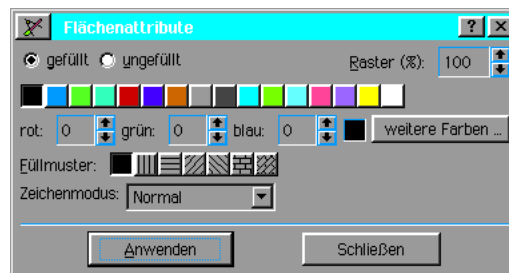 Flächenattribute ? X
gefüllt ungefüllt Raster (%): 100
rot: 0 grün: 0 blau: 0 weitere Farben ...
Füllmuster:
Zeichenmodus: Normal
Anwenden Schließen